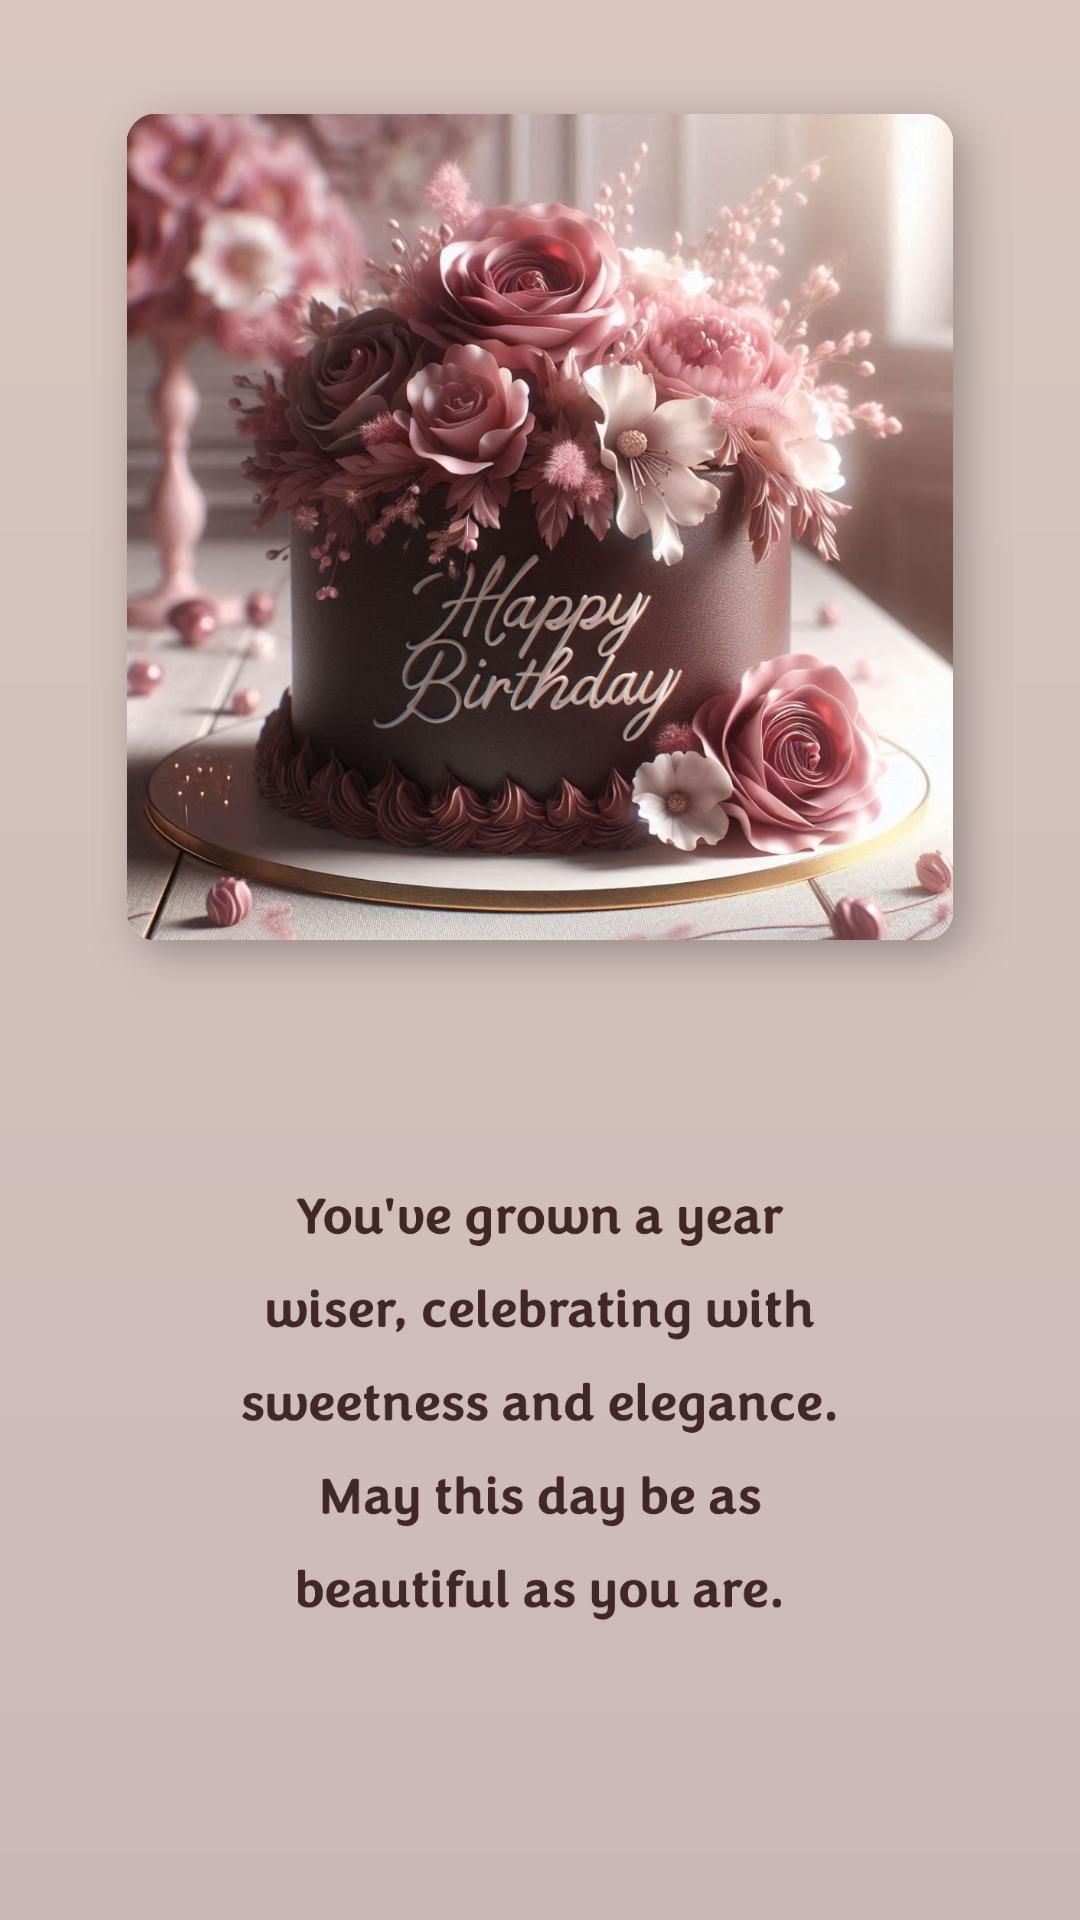 Happy
Birthday
You've grown a year
wiser, celebrating with
sweetness and elegance.
May this day be as
beautiful as you are.